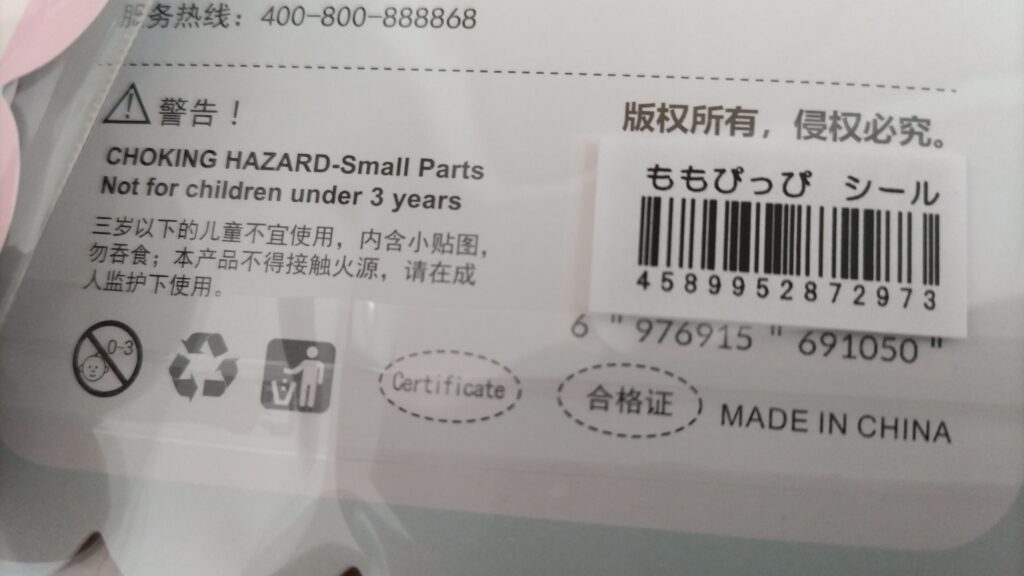 服务热线：400-800-888868
警告！
CHOKING HAZARD-Small Parts
Not for children under 3 years
三岁以下的儿童不宜使用，内含小贴图，
勿吞食；本产品不得接触火源，请在成
人监护下使用。
版权所有，侵权必究。
ももぴっぴ シール
4589952872973
6 "976915"691050"
0-3
Certificate
合格证
MADE IN CHINA